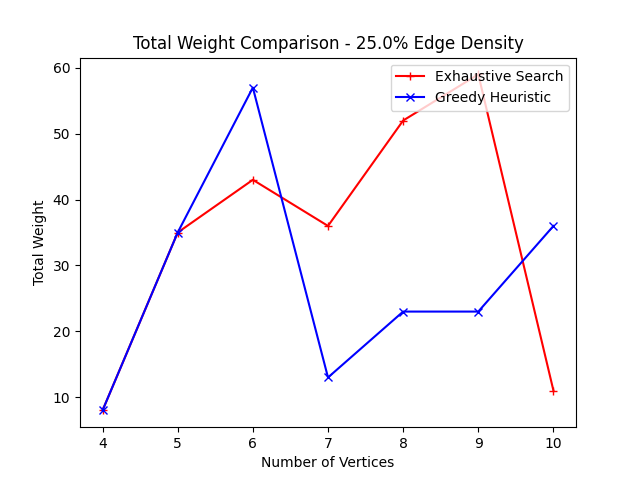 Total Weight Comparison - 25.0% Edge Density
Exhaustive Search
Greedy Heuristic
60
50
40
30
20
10
Total Weight
4 5 6 7 8 9 10
Number of Vertices